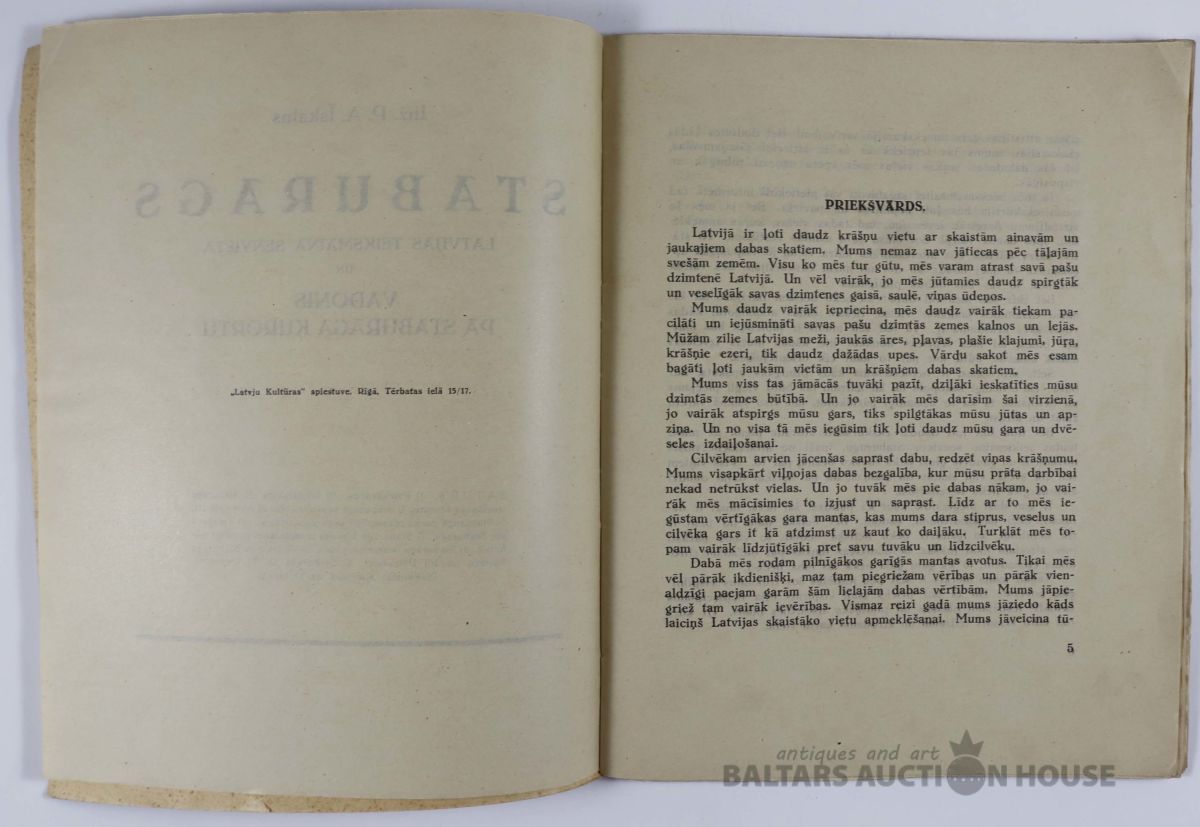 Inž. P. A. Īskalns
STABURAGS
LATVIJAS TEIKSMAINĀ SENVIETA
UN
VADONIS
PA STABURAGA KŪRORTU
„Latvju Kultūras“ spiestuve, Rīgā, Tērbatas ielā 15/17.
PRIEKSVĀRDS.
Latvijā ir ļoti daudz krāšņu vietu ar skaistām ainavām un
jaukajiem dabas skatiem. Mums nemaz nav jātiecas pēc tāļajām
svešām zemēm. Visu ko mēs tur gūtu, mēs varam atrast savā pašu
dzimtenē Latvijā. Un vēl vairāk, jo mēs jūtamies daudz spirgtāk
un veselīgāk savas dzimtenes gaisā, saulē, viņas ūdeņos.
Mums daudz vairāk iepriecina, mēs daudz vairāk tiekam pa-
cilāti un iejūsmināti savas pašu dzimtās zemes kalnos un lejās.
Mūžam zilie Latvijas meži, jaukās āres, pļavas, plašie klajumi, jūra,
krāšņie ezeri, tik daudz dažādas upes. Vārdu sakot mēs esam
bagāti ļoti jaukām vietām un krāšņiem dabas skatiem.
Mums viss tas jāmācās tuvāki pazīt, dziļāki ieskatīties mūsu
dzimtās zemes būtībā. Un jo vairāk mēs darīsim šai virzienā,
jo vairāk atspirgs mūsu gars, tiks spilgtākas mūsu jūtas un ap-
ziņa. Un no visa tā mēs iegūsim tik ļoti daudz mūsu gara un dvē-
seles izdaiļošanai.
Cilvēkam arvien jācenšas saprast dabu, redzēt viņas krāšņumu.
Mums visapkārt viļņojas dabas bezgalība, kur mūsu prāta darbībai
nekad netrūkst vielas. Un jo tuvāk mēs pie dabas nākam, jo vai-
rāk mēs mācīsimies to izjust un saprast. Līdz ar to mēs ie-
gūstam vērtīgākas gara mantas, kas mums dara stiprus, veselus un
cilvēka gars it kā atdzimst uz kaut ko daiļāku. Turklāt mēs to-
pam vairāk līdzjūtīgāki pret savu tuvāku un līdzcilvēku.
Dabā mēs rodam pilnīgākos garīgās mantas avotus. Tikai mēs
vēl pārāk ikdienišķi, maz tam piegriežam vērības un pārāk vien-
aldzīgi paejam garām šām lielajām dabas vērtībām. Mums jāpie-
griež tam vairāk ievērības. Vismaz reizi gadā mums jāziedo kāds
laiciņš Latvijas skaistāko vietu apmeklēšanai. Mums jāveicina tū-
5
antiques and art
BALTARS AUCTION HOUSE